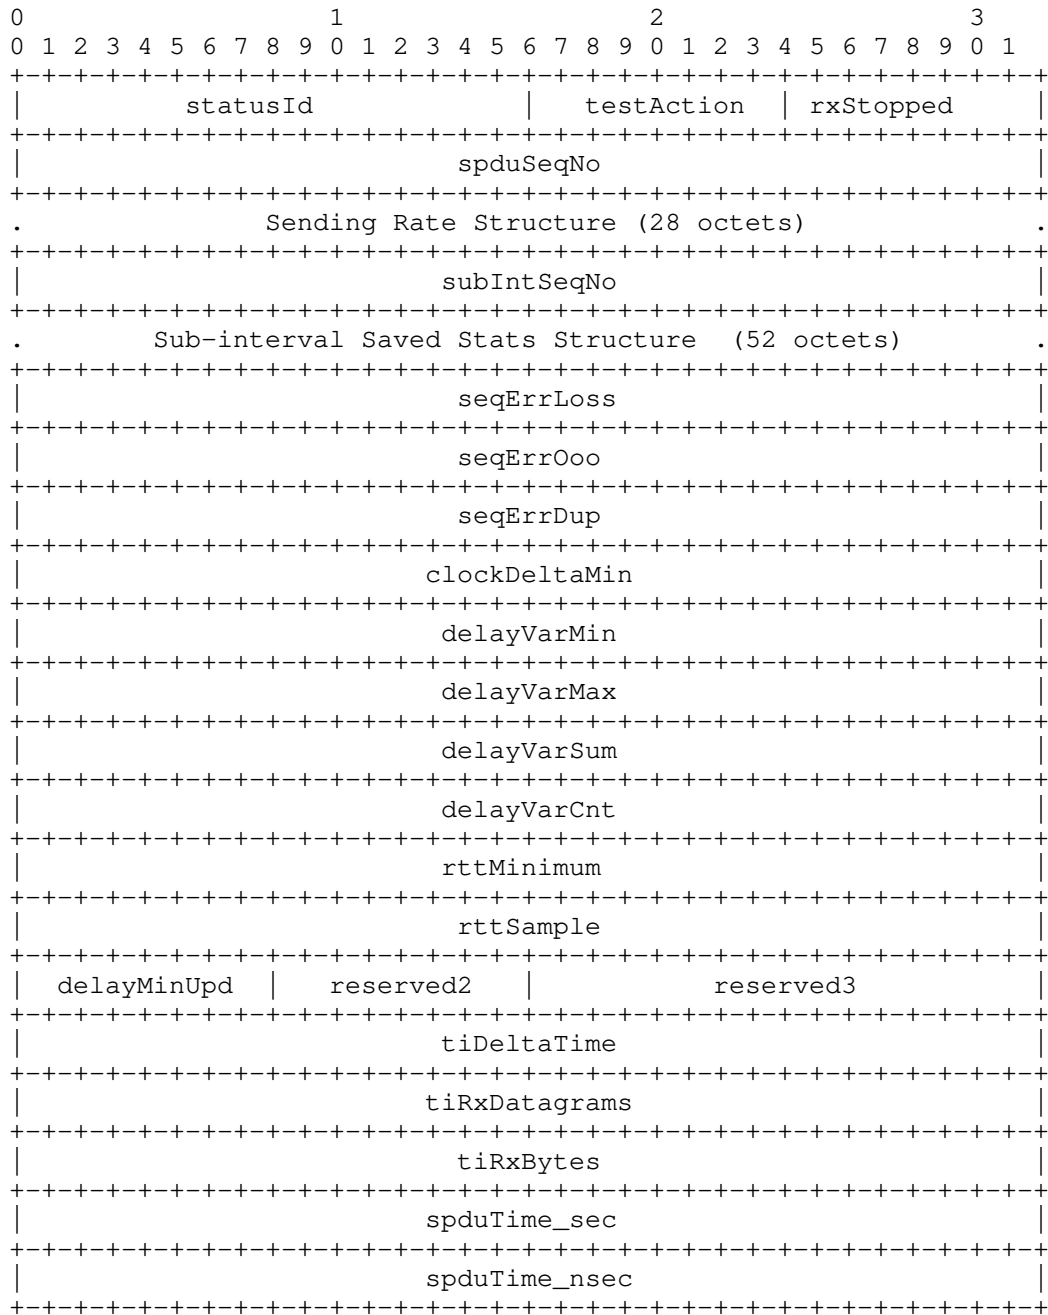 0                   1                   2                   3
0 1 2 3 4 5 6 7 8 9 0 1 2 3 4 5 6 7 8 9 0 1 2 3 4 5 6 7 8 9 0 1
+-+-+-+-+-+-+-+-+-+-+-+-+-+-+-+-+-+-+-+-+-+-+-+-+-+-+-+-+-+-+-+-+
|          statusId             |   testAction  | rxStopped     |
+-+-+-+-+-+-+-+-+-+-+-+-+-+-+-+-+-+-+-+-+-+-+-+-+-+-+-+-+-+-+-+-+
|                           spduSeqNo                           |
+-+-+-+-+-+-+-+-+-+-+-+-+-+-+-+-+-+-+-+-+-+-+-+-+-+-+-+-+-+-+-+-+
.               Sending Rate Structure (28 octets)              .
+-+-+-+-+-+-+-+-+-+-+-+-+-+-+-+-+-+-+-+-+-+-+-+-+-+-+-+-+-+-+-+-+
|                          subIntSeqNo                          |
+-+-+-+-+-+-+-+-+-+-+-+-+-+-+-+-+-+-+-+-+-+-+-+-+-+-+-+-+-+-+-+-+
.        Sub-interval Saved Stats Structure  (52 octets)        .
+-+-+-+-+-+-+-+-+-+-+-+-+-+-+-+-+-+-+-+-+-+-+-+-+-+-+-+-+-+-+-+-+
|                           seqErrLoss                          |
+-+-+-+-+-+-+-+-+-+-+-+-+-+-+-+-+-+-+-+-+-+-+-+-+-+-+-+-+-+-+-+-+
|                           seqErrOoo                           |
+-+-+-+-+-+-+-+-+-+-+-+-+-+-+-+-+-+-+-+-+-+-+-+-+-+-+-+-+-+-+-+-+
|                           seqErrDup                           |
+-+-+-+-+-+-+-+-+-+-+-+-+-+-+-+-+-+-+-+-+-+-+-+-+-+-+-+-+-+-+-+-+
|                         clockDeltaMin                         |
+-+-+-+-+-+-+-+-+-+-+-+-+-+-+-+-+-+-+-+-+-+-+-+-+-+-+-+-+-+-+-+-+
|                          delayVarMin                          |
+-+-+-+-+-+-+-+-+-+-+-+-+-+-+-+-+-+-+-+-+-+-+-+-+-+-+-+-+-+-+-+-+
|                          delayVarMax                          |
+-+-+-+-+-+-+-+-+-+-+-+-+-+-+-+-+-+-+-+-+-+-+-+-+-+-+-+-+-+-+-+-+
|                          delayVarSum                          |
+-+-+-+-+-+-+-+-+-+-+-+-+-+-+-+-+-+-+-+-+-+-+-+-+-+-+-+-+-+-+-+-+
|                          delayVarCnt                          |
+-+-+-+-+-+-+-+-+-+-+-+-+-+-+-+-+-+-+-+-+-+-+-+-+-+-+-+-+-+-+-+-+
|                          rttMinimum                           |
+-+-+-+-+-+-+-+-+-+-+-+-+-+-+-+-+-+-+-+-+-+-+-+-+-+-+-+-+-+-+-+-+
|                           rttSample                           |
+-+-+-+-+-+-+-+-+-+-+-+-+-+-+-+-+-+-+-+-+-+-+-+-+-+-+-+-+-+-+-+-+
|  delayMinUpd  |   reserved2   |           reserved3           |
+-+-+-+-+-+-+-+-+-+-+-+-+-+-+-+-+-+-+-+-+-+-+-+-+-+-+-+-+-+-+-+-+
|                          tiDeltaTime                          |
+-+-+-+-+-+-+-+-+-+-+-+-+-+-+-+-+-+-+-+-+-+-+-+-+-+-+-+-+-+-+-+-+
|                         tiRxDatagrams                         |
+-+-+-+-+-+-+-+-+-+-+-+-+-+-+-+-+-+-+-+-+-+-+-+-+-+-+-+-+-+-+-+-+
|                           tiRxBytes                           |
+-+-+-+-+-+-+-+-+-+-+-+-+-+-+-+-+-+-+-+-+-+-+-+-+-+-+-+-+-+-+-+-+
|                         spduTime_sec                          |
+-+-+-+-+-+-+-+-+-+-+-+-+-+-+-+-+-+-+-+-+-+-+-+-+-+-+-+-+-+-+-+-+
|                         spduTime_nsec                         |
+-+-+-+-+-+-+-+-+-+-+-+-+-+-+-+-+-+-+-+-+-+-+-+-+-+-+-+-+-+-+-+-+